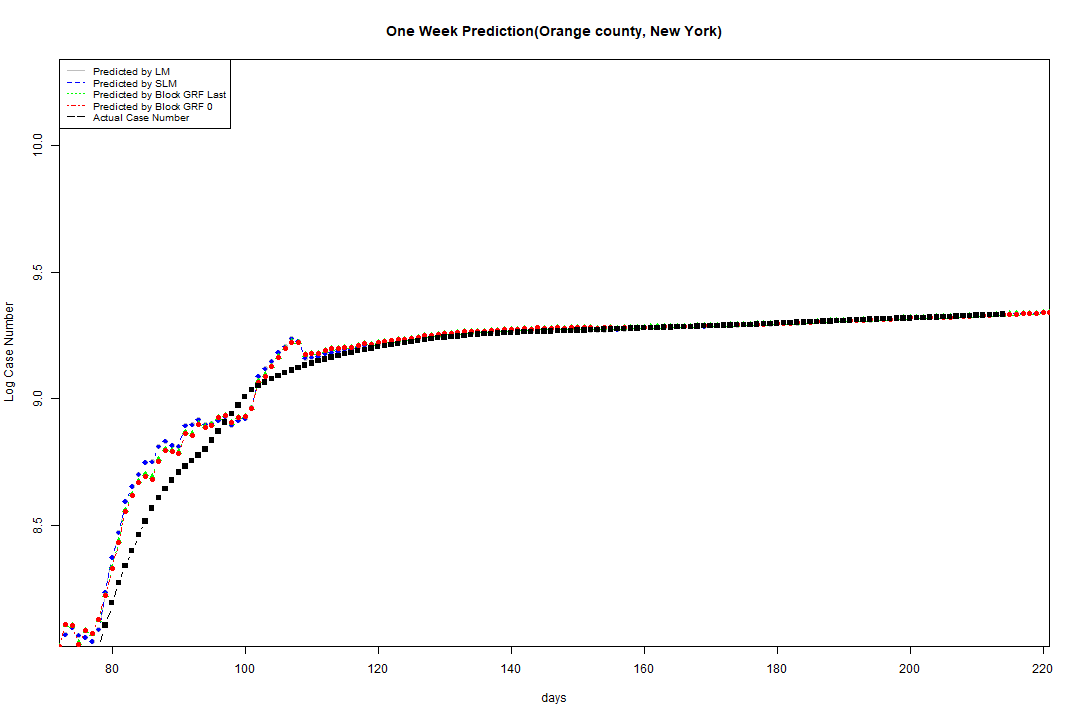 One Week Prediction(Orange county, New York)
Predicted by LM
Predicted by SLM
Predicted by Block GRF Last
Predicted by Block GRF 0
Actual Case Number
10.0
9.5
9.0
8.5
Log Case Number
80 100 120 140 160 180 200 220
days